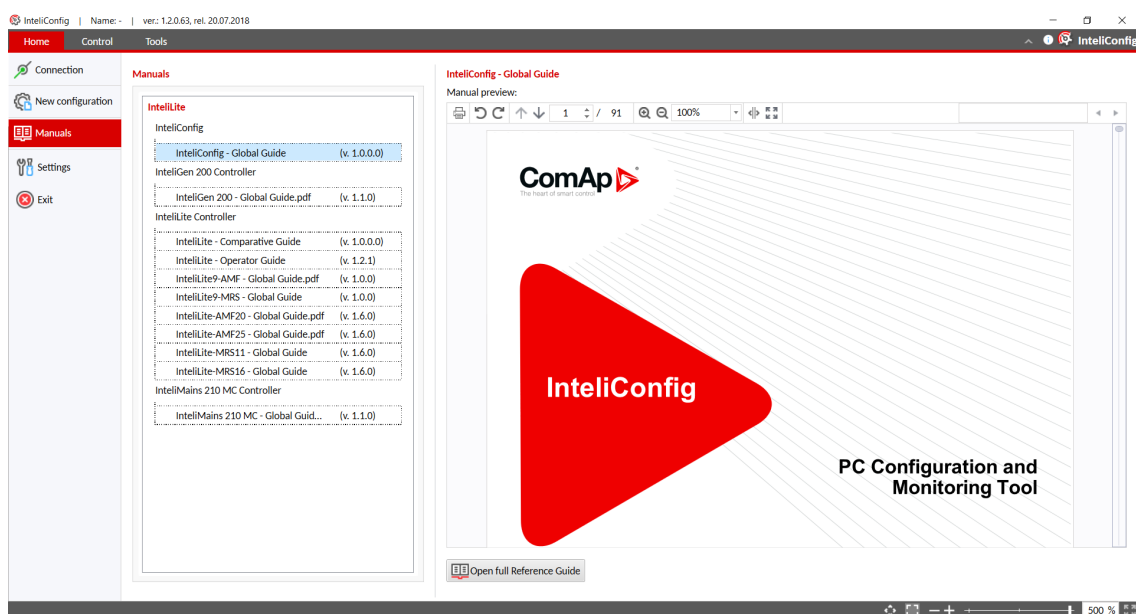 InteliConfig | Name: - | ver.: 1.2.0.63, rel. 20.07.2018
Home Control Tools
InteliConfig
Connection
New configuration
Manuals
Settings
Exit
Manuals
InteliLite
InteliConfig
InteliConfig - Global Guide (v. 1.0.0.0)
InteliGen 200 Controller
InteliGen 200 - Global Guide.pdf (v. 1.1.0)
InteliLite Controller
InteliLite - Comparative Guide (v. 1.0.0.0)
InteliLite - Operator Guide (v. 1.2.1)
InteliLite9-AMF - Global Guide.pdf (v. 1.0.0)
InteliLite9-MRS - Global Guide (v. 1.0.0)
InteliLite-AMF20 - Global Guide.pdf (v. 1.6.0)
InteliLite-AMF25 - Global Guide.pdf (v. 1.6.0)
InteliLite-MRS11 - Global Guide (v. 1.6.0)
InteliLite-MRS16 - Global Guide (v. 1.6.0)
InteliMains 210 MC Controller
InteliMains 210 MC - Global Guid... (v. 1.1.0)
InteliConfig - Global Guide
Manual preview:
1 / 91 100%
ComAp
The heart of smart control
InteliConfig
PC Configuration and
Monitoring Tool
Open full Reference Guide
500 %